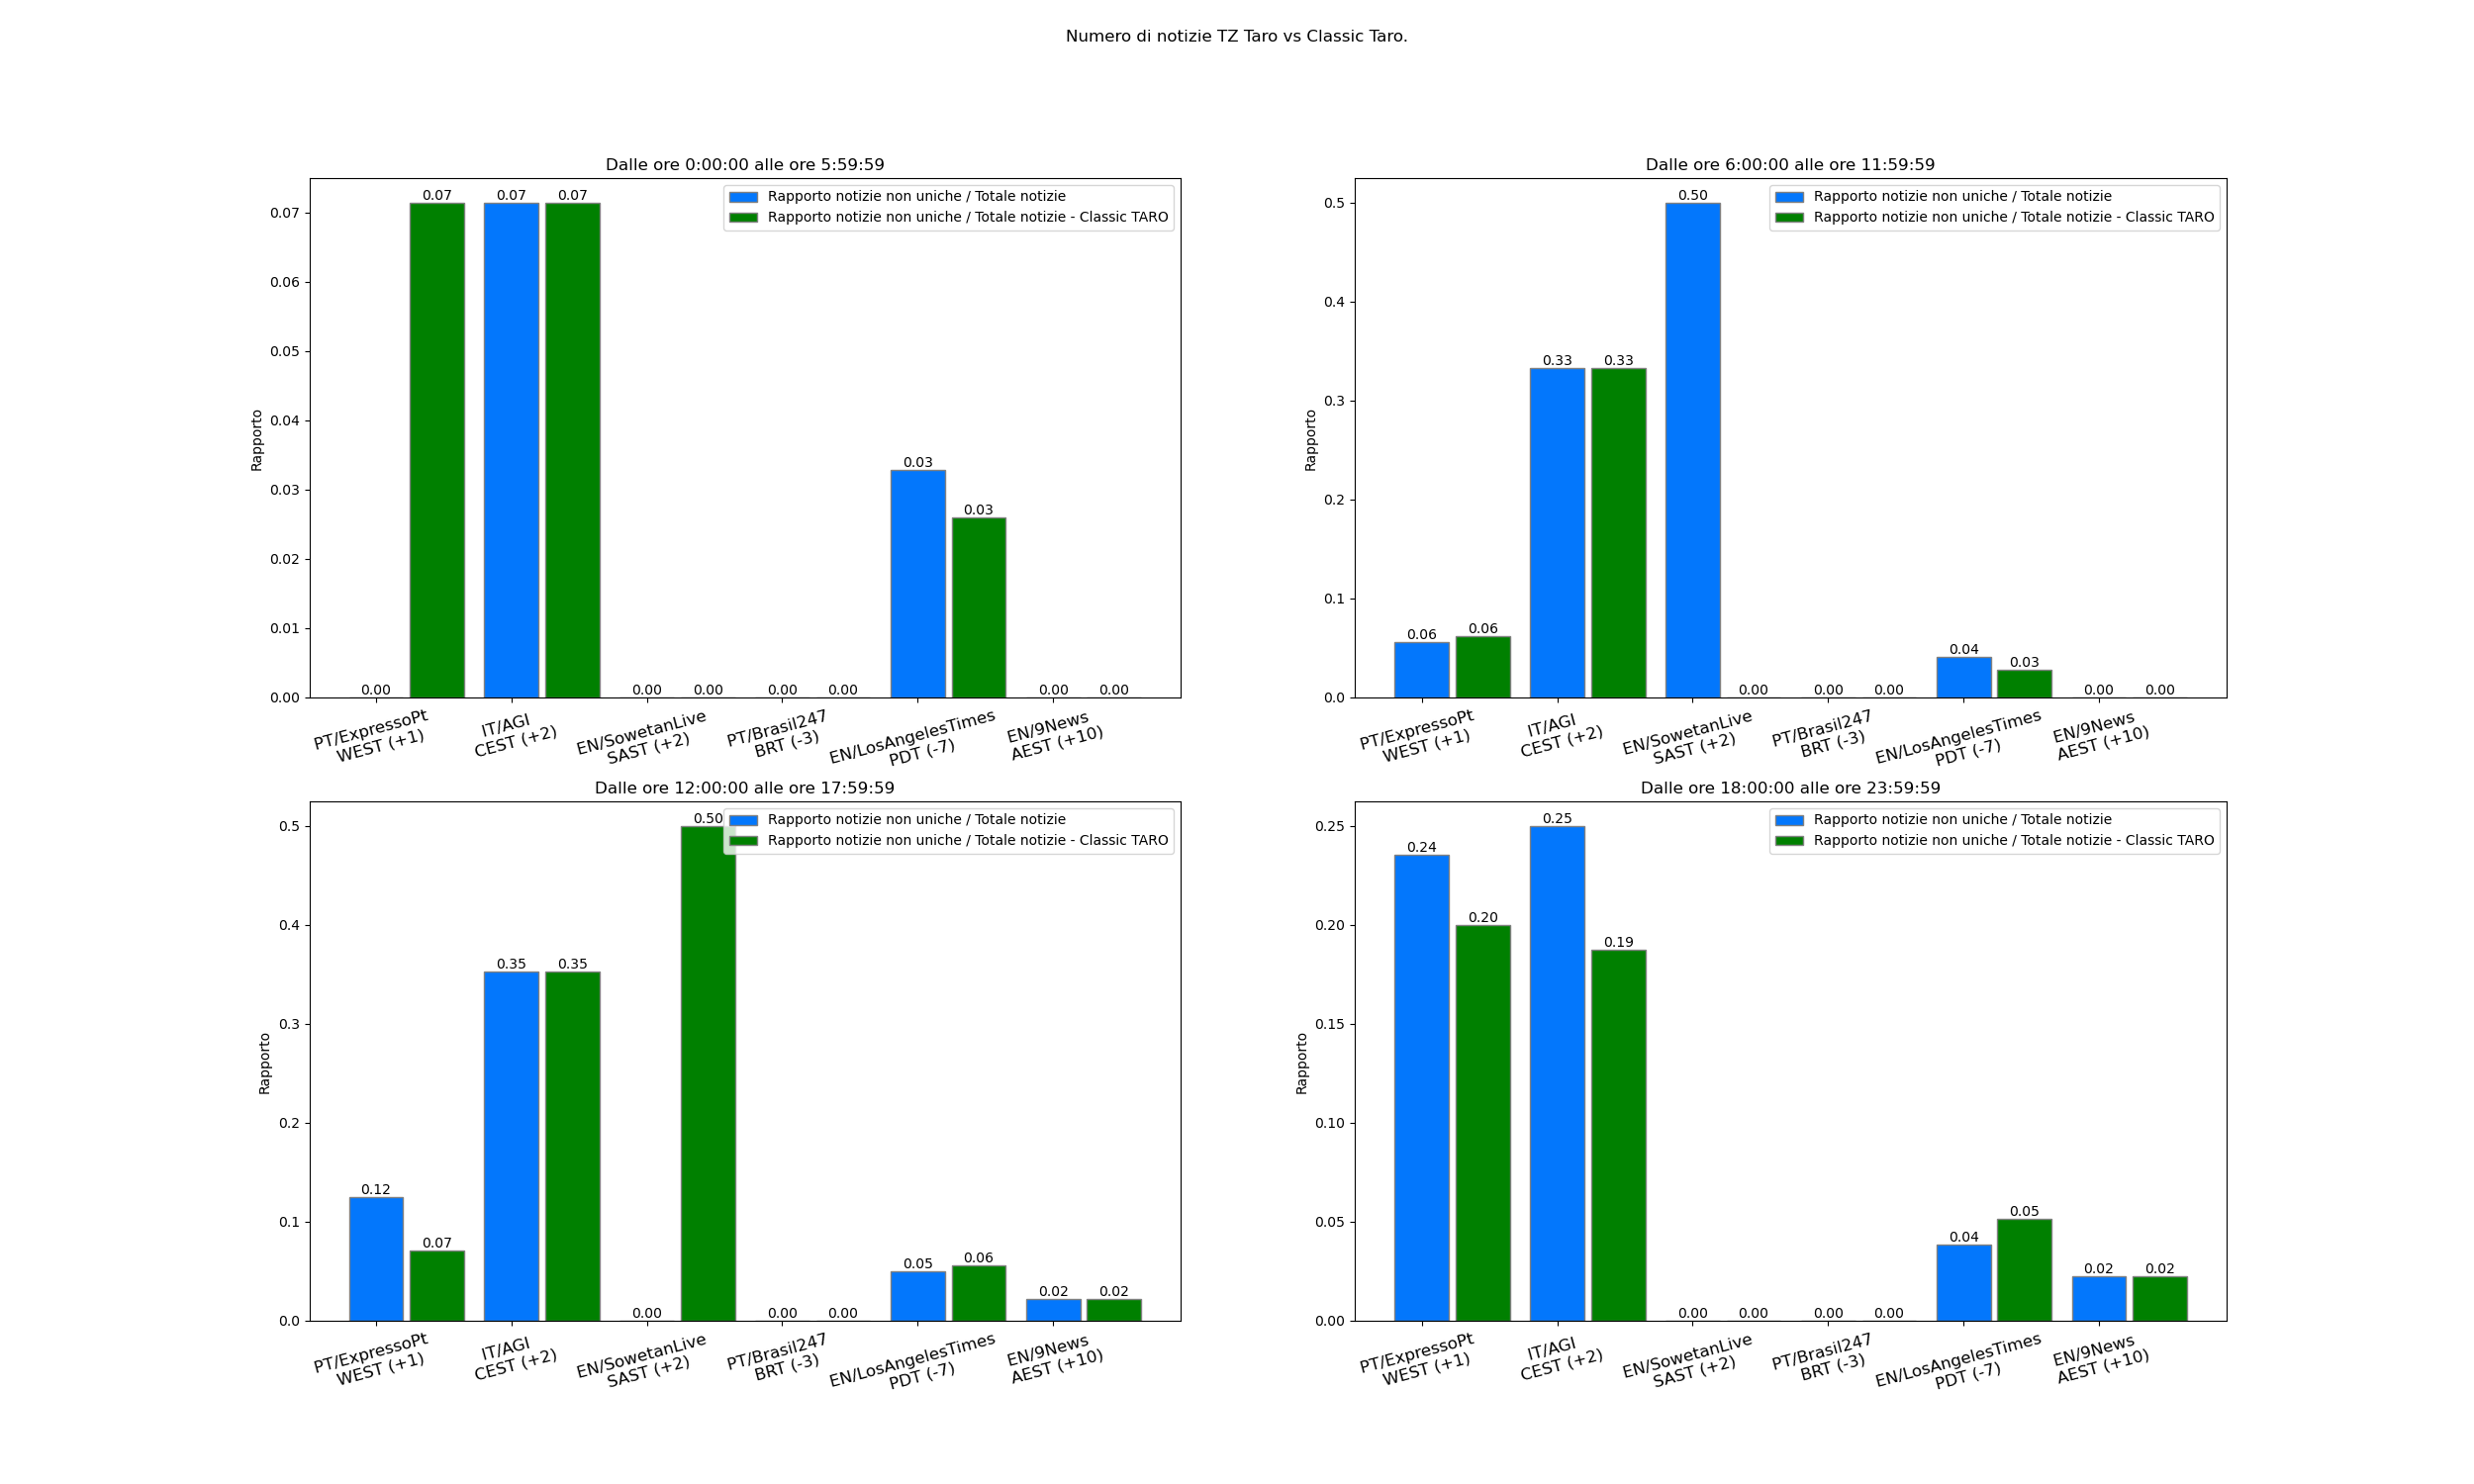 Numero di notizie TZ Taro vs Classic Taro.
Dalle ore 0:00:00 alle ore 5:59:59
Rapporto notizie non uniche / Totale notizie
Rapporto notizie non uniche / Totale notizie - Classic TARO
Rapporto
0.07
0.06
0.05
0.04
0.03
0.02
0.01
0.00
0.00
0.07
0.07
0.07
0.00
0.00
0.00
0.00
0.03
0.03
0.00
0.00
PT/ExpressoPt
WEST (+1)
IT/AGI
CEST (+2)
EN/SowetanLive
SAST (+2)
PT/Brasil247
BRT (-3)
EN/LosAngelesTimes
PDT (-7)
EN/9News
AEST (+10)
Dalle ore 6:00:00 alle ore 11:59:59
Rapporto notizie non uniche / Totale notizie
Rapporto notizie non uniche / Totale notizie - Classic TARO
Rapporto
0.5
0.4
0.3
0.2
0.1
0.0
0.06
0.06
0.33
0.33
0.50
0.00
0.00
0.00
0.04
0.03
0.00
0.00
PT/ExpressoPt
WEST (+1)
IT/AGI
CEST (+2)
EN/SowetanLive
SAST (+2)
PT/Brasil247
BRT (-3)
EN/LosAngelesTimes
PDT (-7)
EN/9News
AEST (+10)
Dalle ore 12:00:00 alle ore 17:59:59
Rapporto notizie non uniche / Totale notizie
Rapporto notizie non uniche / Totale notizie - Classic TARO
Rapporto
0.5
0.4
0.3
0.2
0.1
0.0
0.12
0.07
0.35
0.35
0.00
0.50
0.00
0.00
0.05
0.06
0.02
0.02
PT/ExpressoPt
WEST (+1)
IT/AGI
CEST (+2)
EN/SowetanLive
SAST (+2)
PT/Brasil247
BRT (-3)
EN/LosAngelesTimes
PDT (-7)
EN/9News
AEST (+10)
Dalle ore 18:00:00 alle ore 23:59:59
Rapporto notizie non uniche / Totale notizie
Rapporto notizie non uniche / Totale notizie - Classic TARO
Rapporto
0.25
0.20
0.15
0.10
0.05
0.00
0.24
0.20
0.25
0.19
0.00
0.00
0.00
0.00
0.04
0.05
0.02
0.02
PT/ExpressoPt
WEST (+1)
IT/AGI
CEST (+2)
EN/SowetanLive
SAST (+2)
PT/Brasil247
BRT (-3)
EN/LosAngelesTimes
PDT (-7)
EN/9News
AEST (+10)